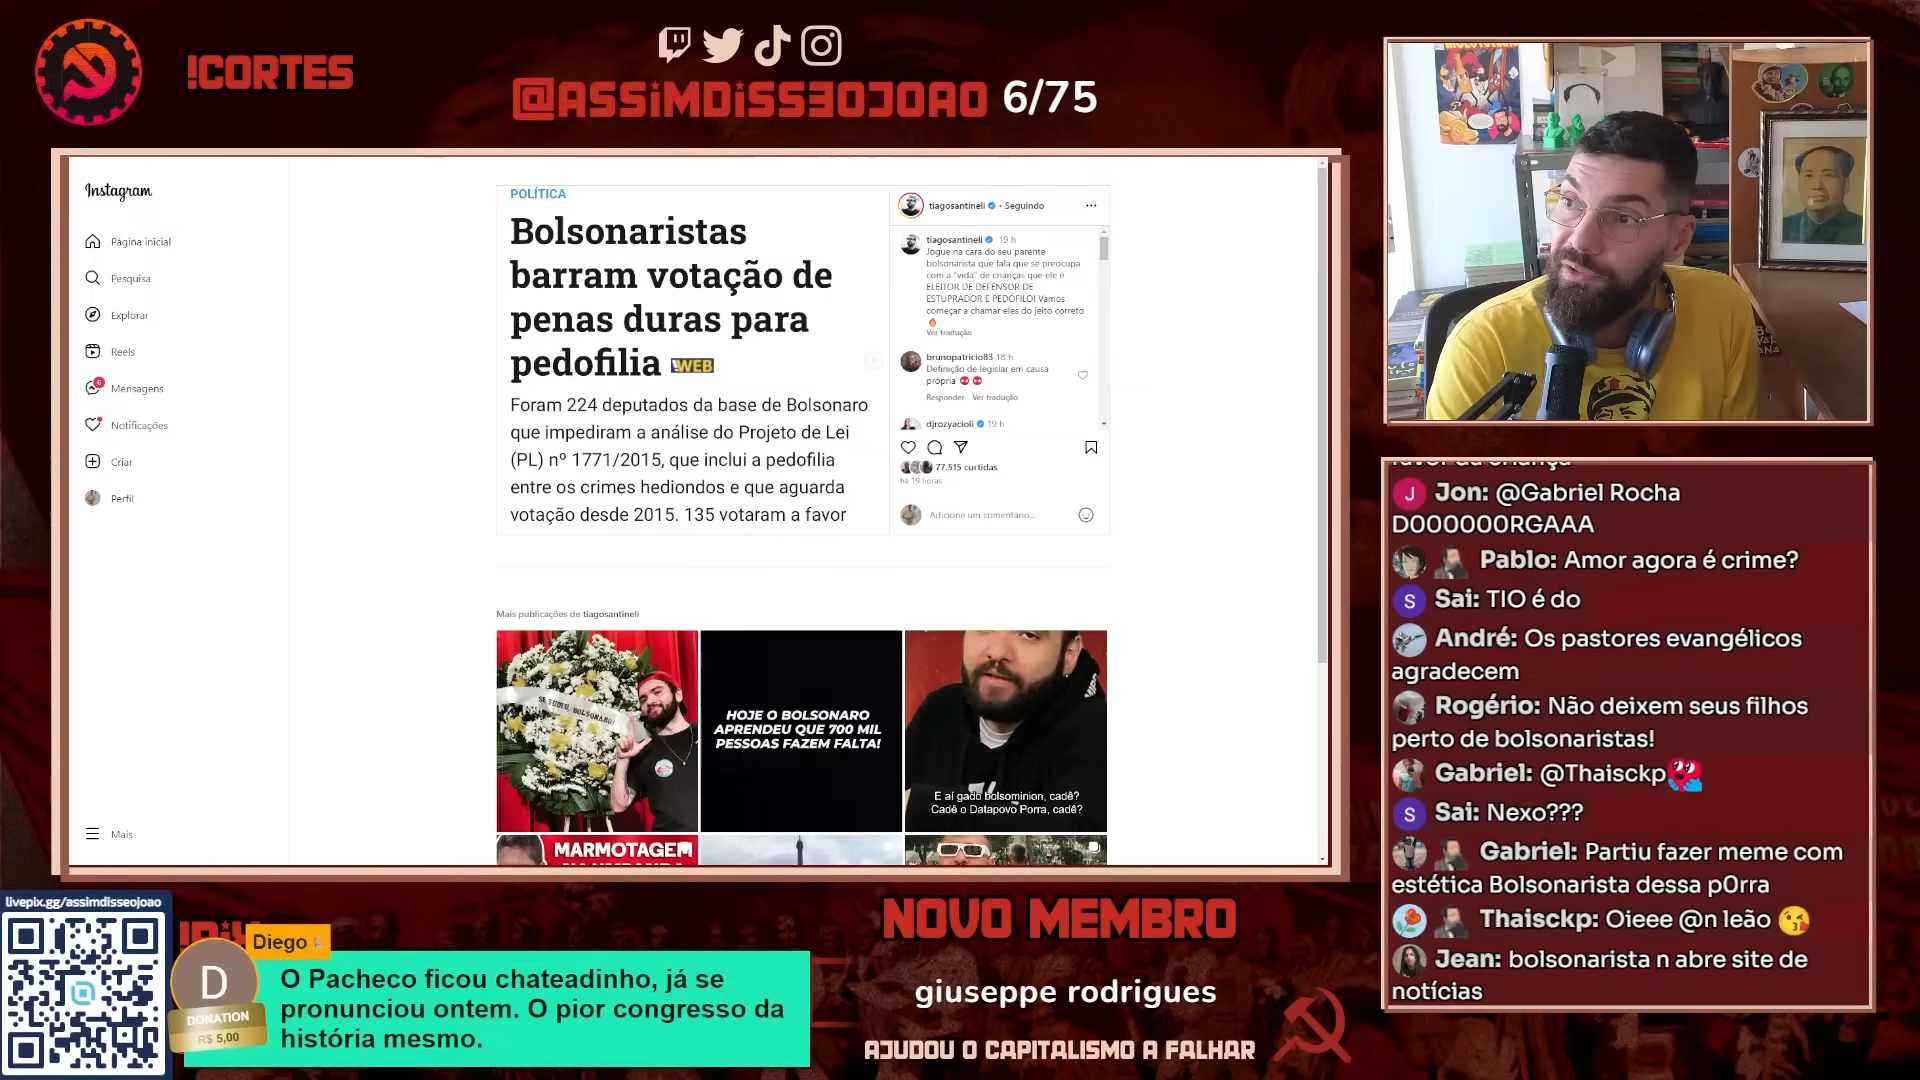 !CORTES
@ASSIMDISSEOJOAO 6/75
Instagram
Página inicial
Pesquisa
Explorar
Reels
6
Mensagens
Notificações
Criar
Perfil
Mais
POLÍTICA
Bolsonaristas
barram votação de
penas duras para
pedofilia WEB
Foram 224 deputados da base de Bolsonaro
que impediram a análise do Projeto de Lei
(PL) nº 1771/2015, que inclui a pedofilia
entre os crimes hediondos e que aguarda
votação desde 2015. 135 votaram a favor
tiagosantineli • Seguindo
tiagosantineli 19 h
Jogue na cara do seu parente
bolsonarista que fala que se preocupa
com a "vida" de crianças que ele é
ELEITOR DE DEFENSOR DE
ESTUPRADOR E PEDÓFILO! Vamos
começar a chamar eles do jeito correto
🔥
Ver tradução
brunopatricio83 18 h
Definição de legislar em causa
própria
Responder Ver tradução
djrozyacioli 19 h
77.515 curtidas
há 19 horas
Adicione um comentário...
Mais publicações de tiagosantineli
SE FUDEU, BOLSONARO!
HOJE O BOLSONARO
APRENDEU QUE 700 MIL
PESSOAS FAZEM FALTA!
E aí gado bolsominion, cadê?
Cadê o Datapovo Porra, cadê?
MARMOTAGEM
favor da criança
J Jon: @Gabriel Rocha
D000000RGAAA
Pablo: Amor agora é crime?
S Sai: TIO é do
André: Os pastores evangélicos
agradecem
Rogério: Não deixem seus filhos
perto de bolsonaristas!
Gabriel: @Thaisckp
S Sai: Nexo???
Gabriel: Partiu fazer meme com
estética Bolsonarista dessa p0rra
Thaisckp: Oieee @n leão 😘
Jean: bolsonarista n abre site de
notícias
livepix.gg/assimdisseojoao
Diego
D
DONATION
R$ 5,00
O Pacheco ficou chateadinho, já se
pronunciou ontem. O pior congresso da
história mesmo.
NOVO MEMBRO
giuseppe rodrigues
AJUDOU O CAPITALISMO A FALHAR